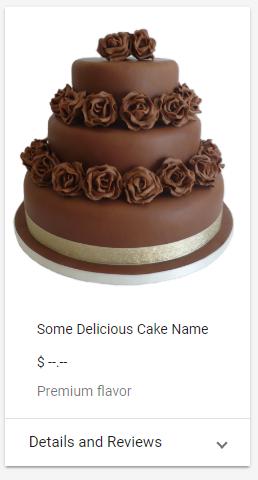 Some Delicious Cake Name
$ --.--
Premium flavor
Details and Reviews